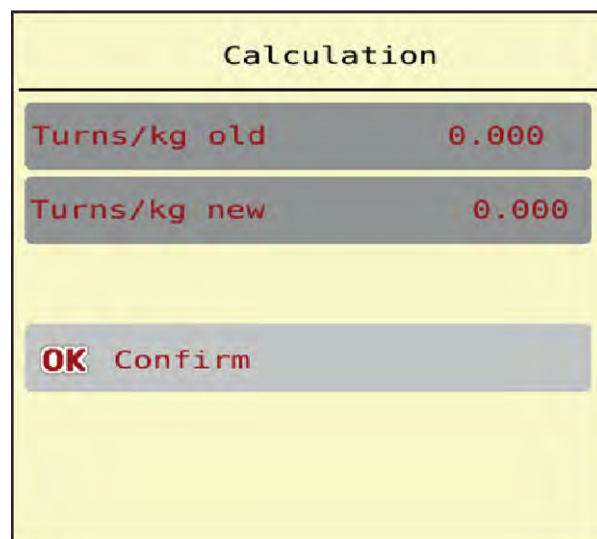 Calculation
Turns/kg old 0.000
Turns/kg new 0.000
OK Confirm